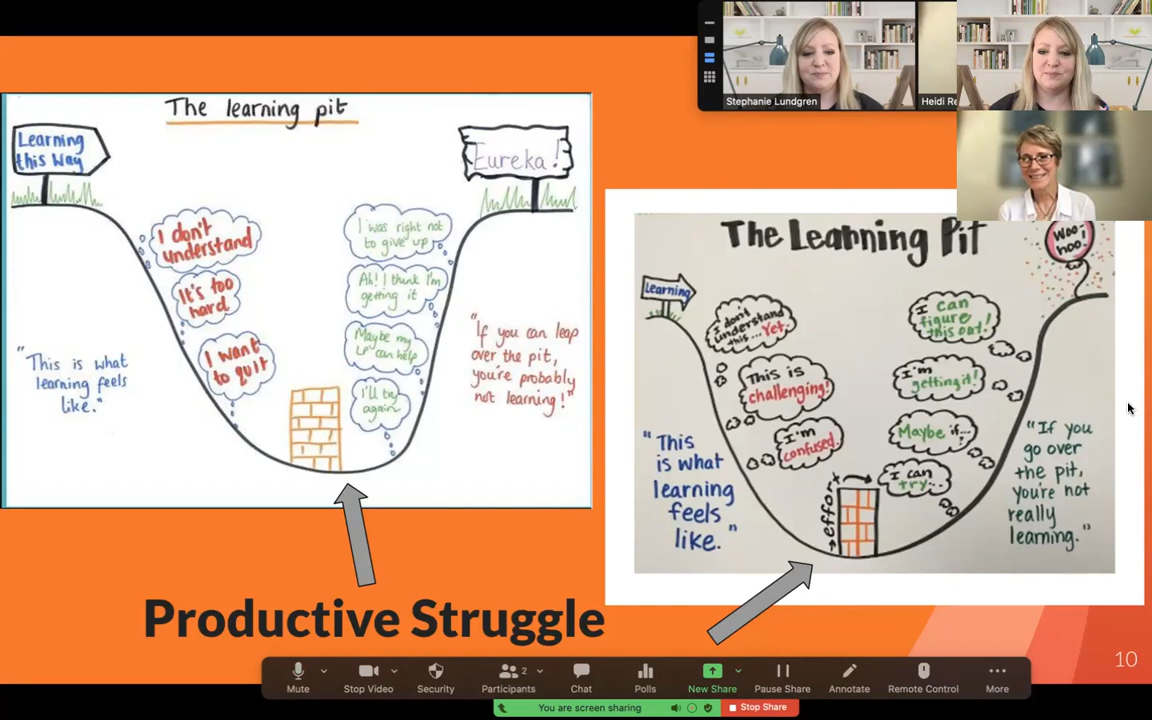 Stephanie Lundgren
Heidi Re
The learning pit
Learning
this Way
Eureka!
I don't
understand
It's too
hard
I want
to quit
I was right not
to give up
Ah! I think I'm
getting it
Maybe my
LP can help
I'll try
again
"This is what
learning feels
like."
"If you can leap
over the pit,
you're probably
not learning!"
The Learning Pit
Woo
hoo!
Learning
I don't
understand
this...Yet.
This is
challenging!
I'm
confused.
I can
figure
this out!
I'm
getting it!
Maybe if...
I can
try...
effort
"This
is what
learning
feels
like."
"If you
go over
the pit,
you're not
really
learning."
Productive Struggle
10
Mute
Stop Video
Security
2
Participants
Chat
Polls
New Share
Pause Share
Annotate
Remote Control
More
You are screen sharing
Stop Share